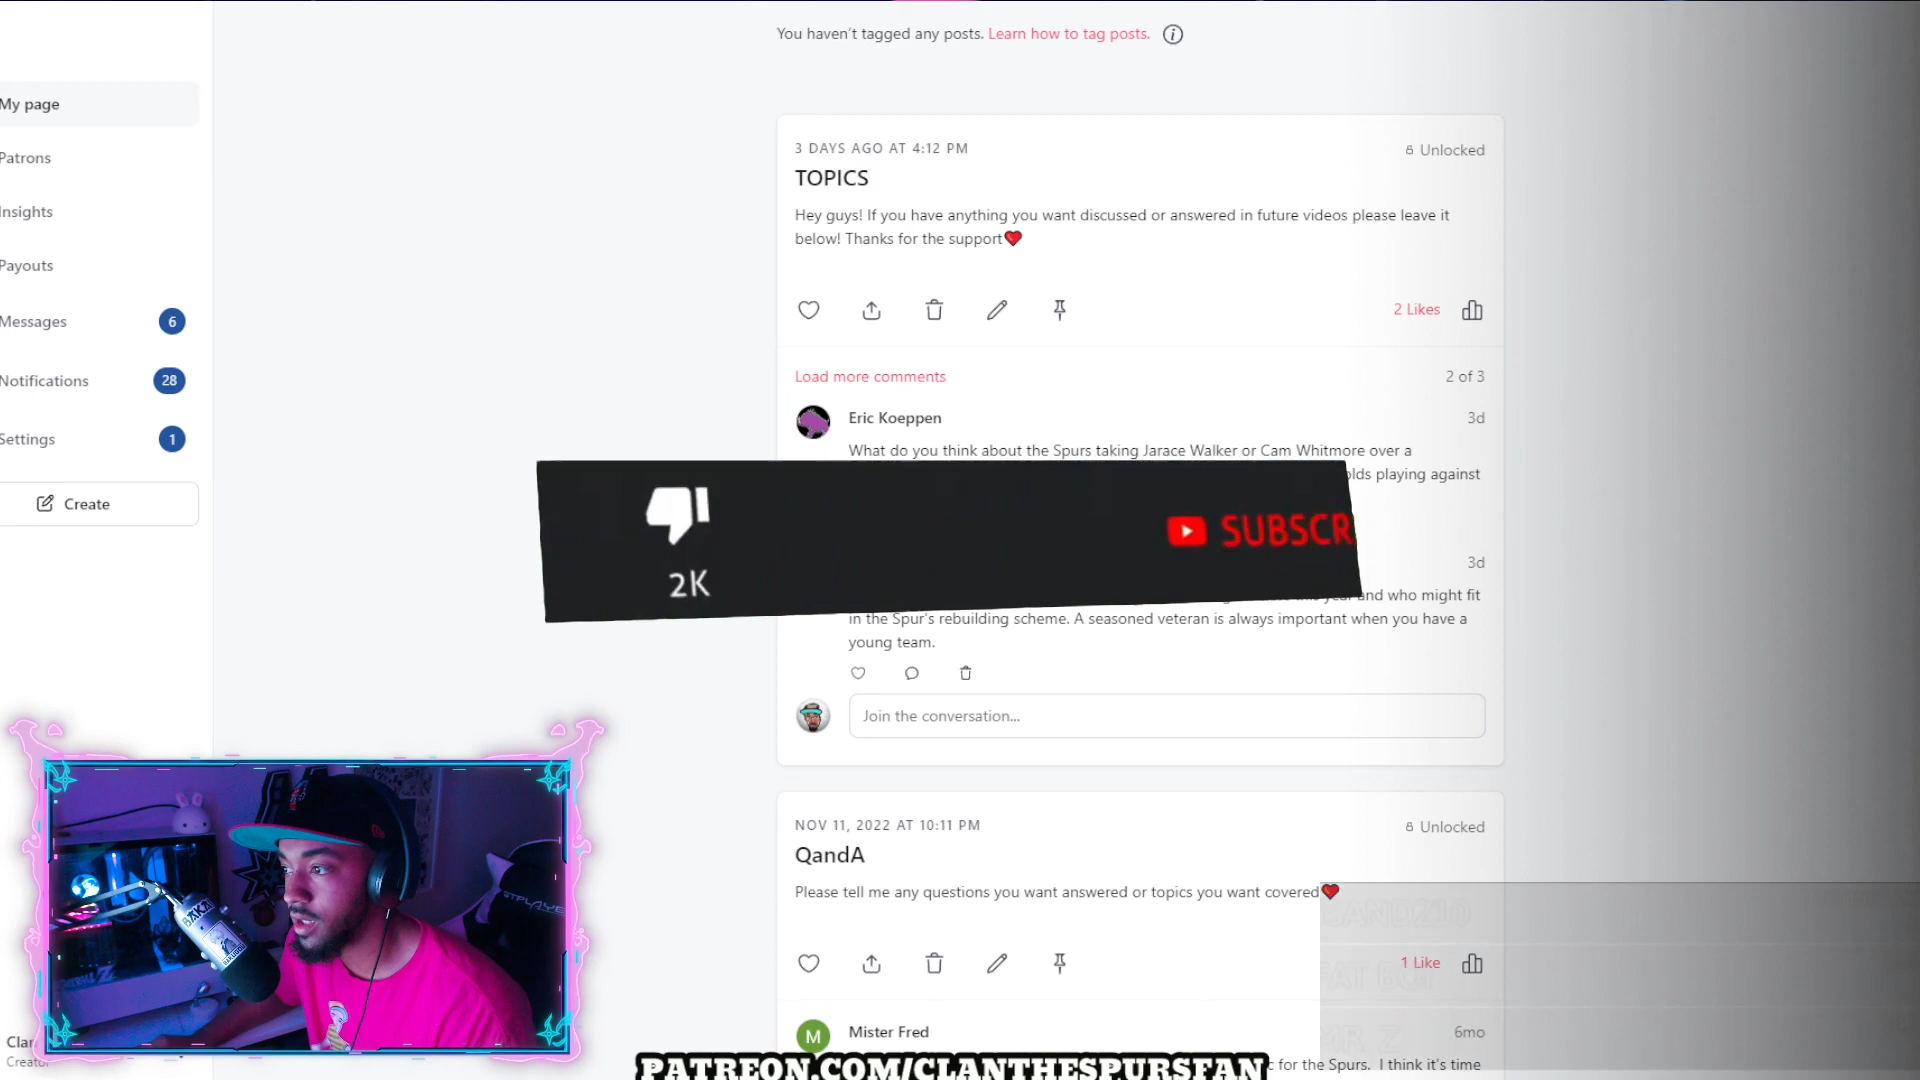 You haven't tagged any posts. Learn how to tag posts.
My page
Patrons
Insights
Payouts
Messages 6
Notifications 28
Settings 1
Create
3 DAYS AGO AT 4:12 PM
Unlocked
TOPICS
Hey guys! If you have anything you want discussed or answered in future videos please leave it
below! Thanks for the support❤️
2 Likes
Load more comments
2 of 3
Eric Koeppen
3d
What do you think about the Spurs taking Jarace Walker or Cam Whitmore over a
olds playing against
2K
SUBSCR
3d
and who might fit
in the Spur's rebuilding scheme. A seasoned veteran is always important when you have a
young team.
Join the conversation...
NOV 11, 2022 AT 10:11 PM
Unlocked
QandA
Please tell me any questions you want answered or topics you want covered❤️
1 Like
M
Mister Fred
6mo
for the Spurs. I think it's time
Clan
Creator
PATREON.COM/CLANTHESPURSFAN